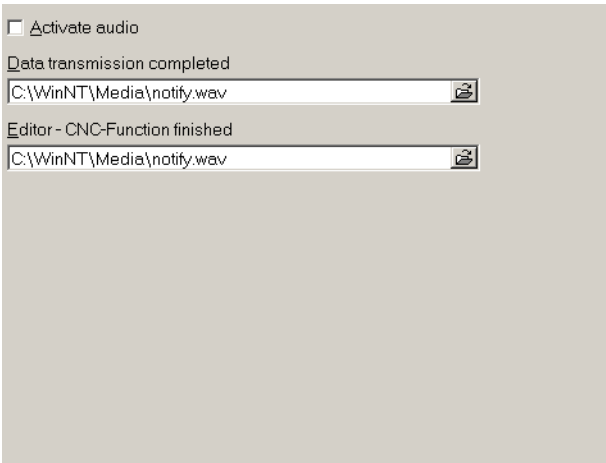 Activate audio
Data transmission completed
C:\WinNT\Media\notify.wav
Editor - CNC-Function finished
C:\WinNT\Media\notify.wav